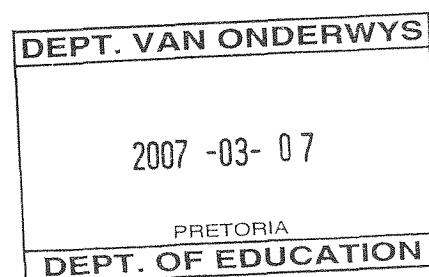 DEPT. VAN ONDERWYS
2007 -03- 07
PRETORIA
DEPT. OF EDUCATION